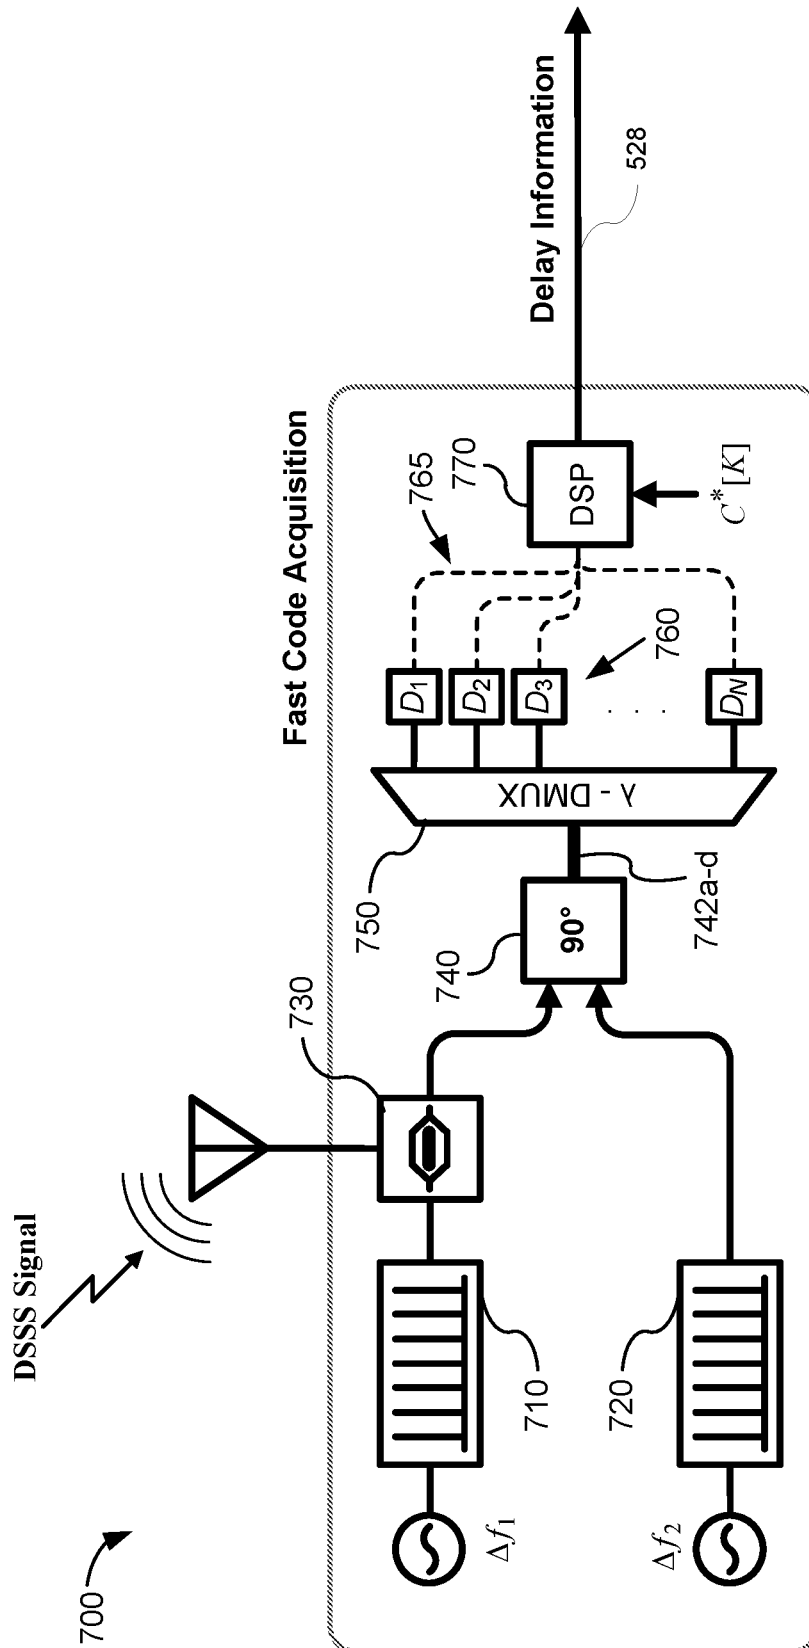 700
DSSS Signal
Fast Code Acquisition
Δf1
Δf2
710
720
730
740
90°
742a-d
750
λ - DMUX
D1
D2
D3
. . .
DN
760
765
770
DSP
C*[K]
Delay Information
528